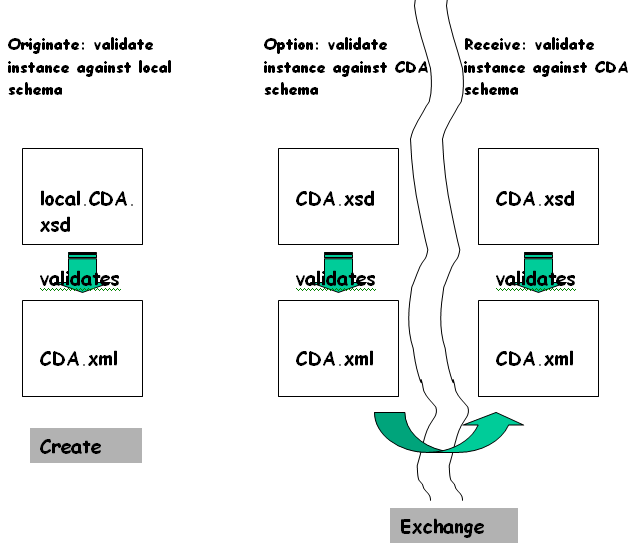 Originate: validate
instance against local
schema
Option: validate
instance against CDA
schema
Receive: validate
instance against CDA
schema
local.CDA.
xsd
CDA.xsd
CDA.xsd
validates
validates
validates
CDA.xml
CDA.xml
CDA.xml
Create
Exchange